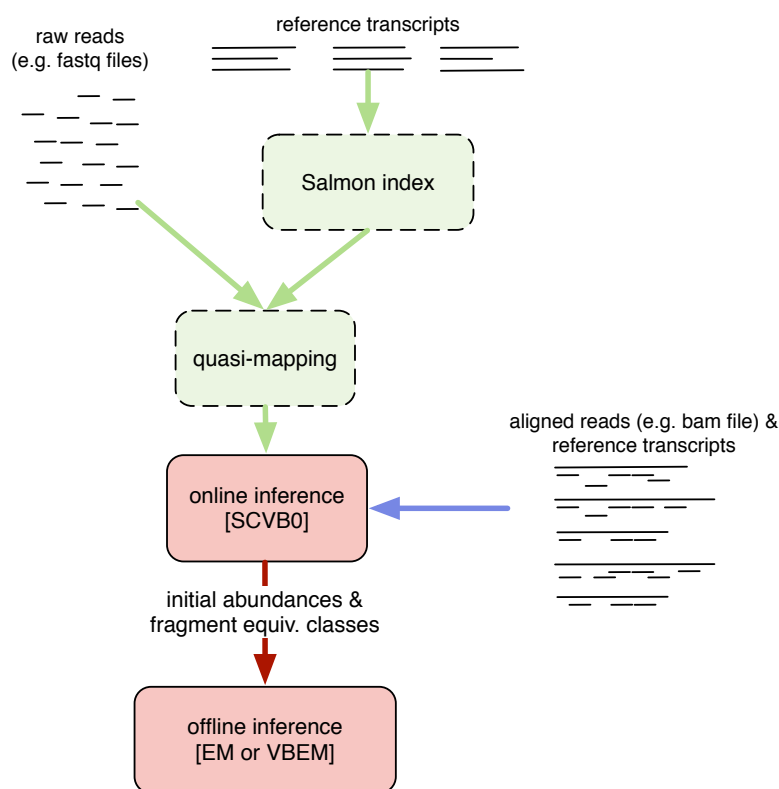 raw reads
(e.g. fastq files)
reference transcripts
Salmon index
quasi-mapping
aligned reads (e.g. bam file) &
reference transcripts
online inference
[SCVB0]
initial abundances &
fragment equiv. classes
offline inference
[EM or VBEM]